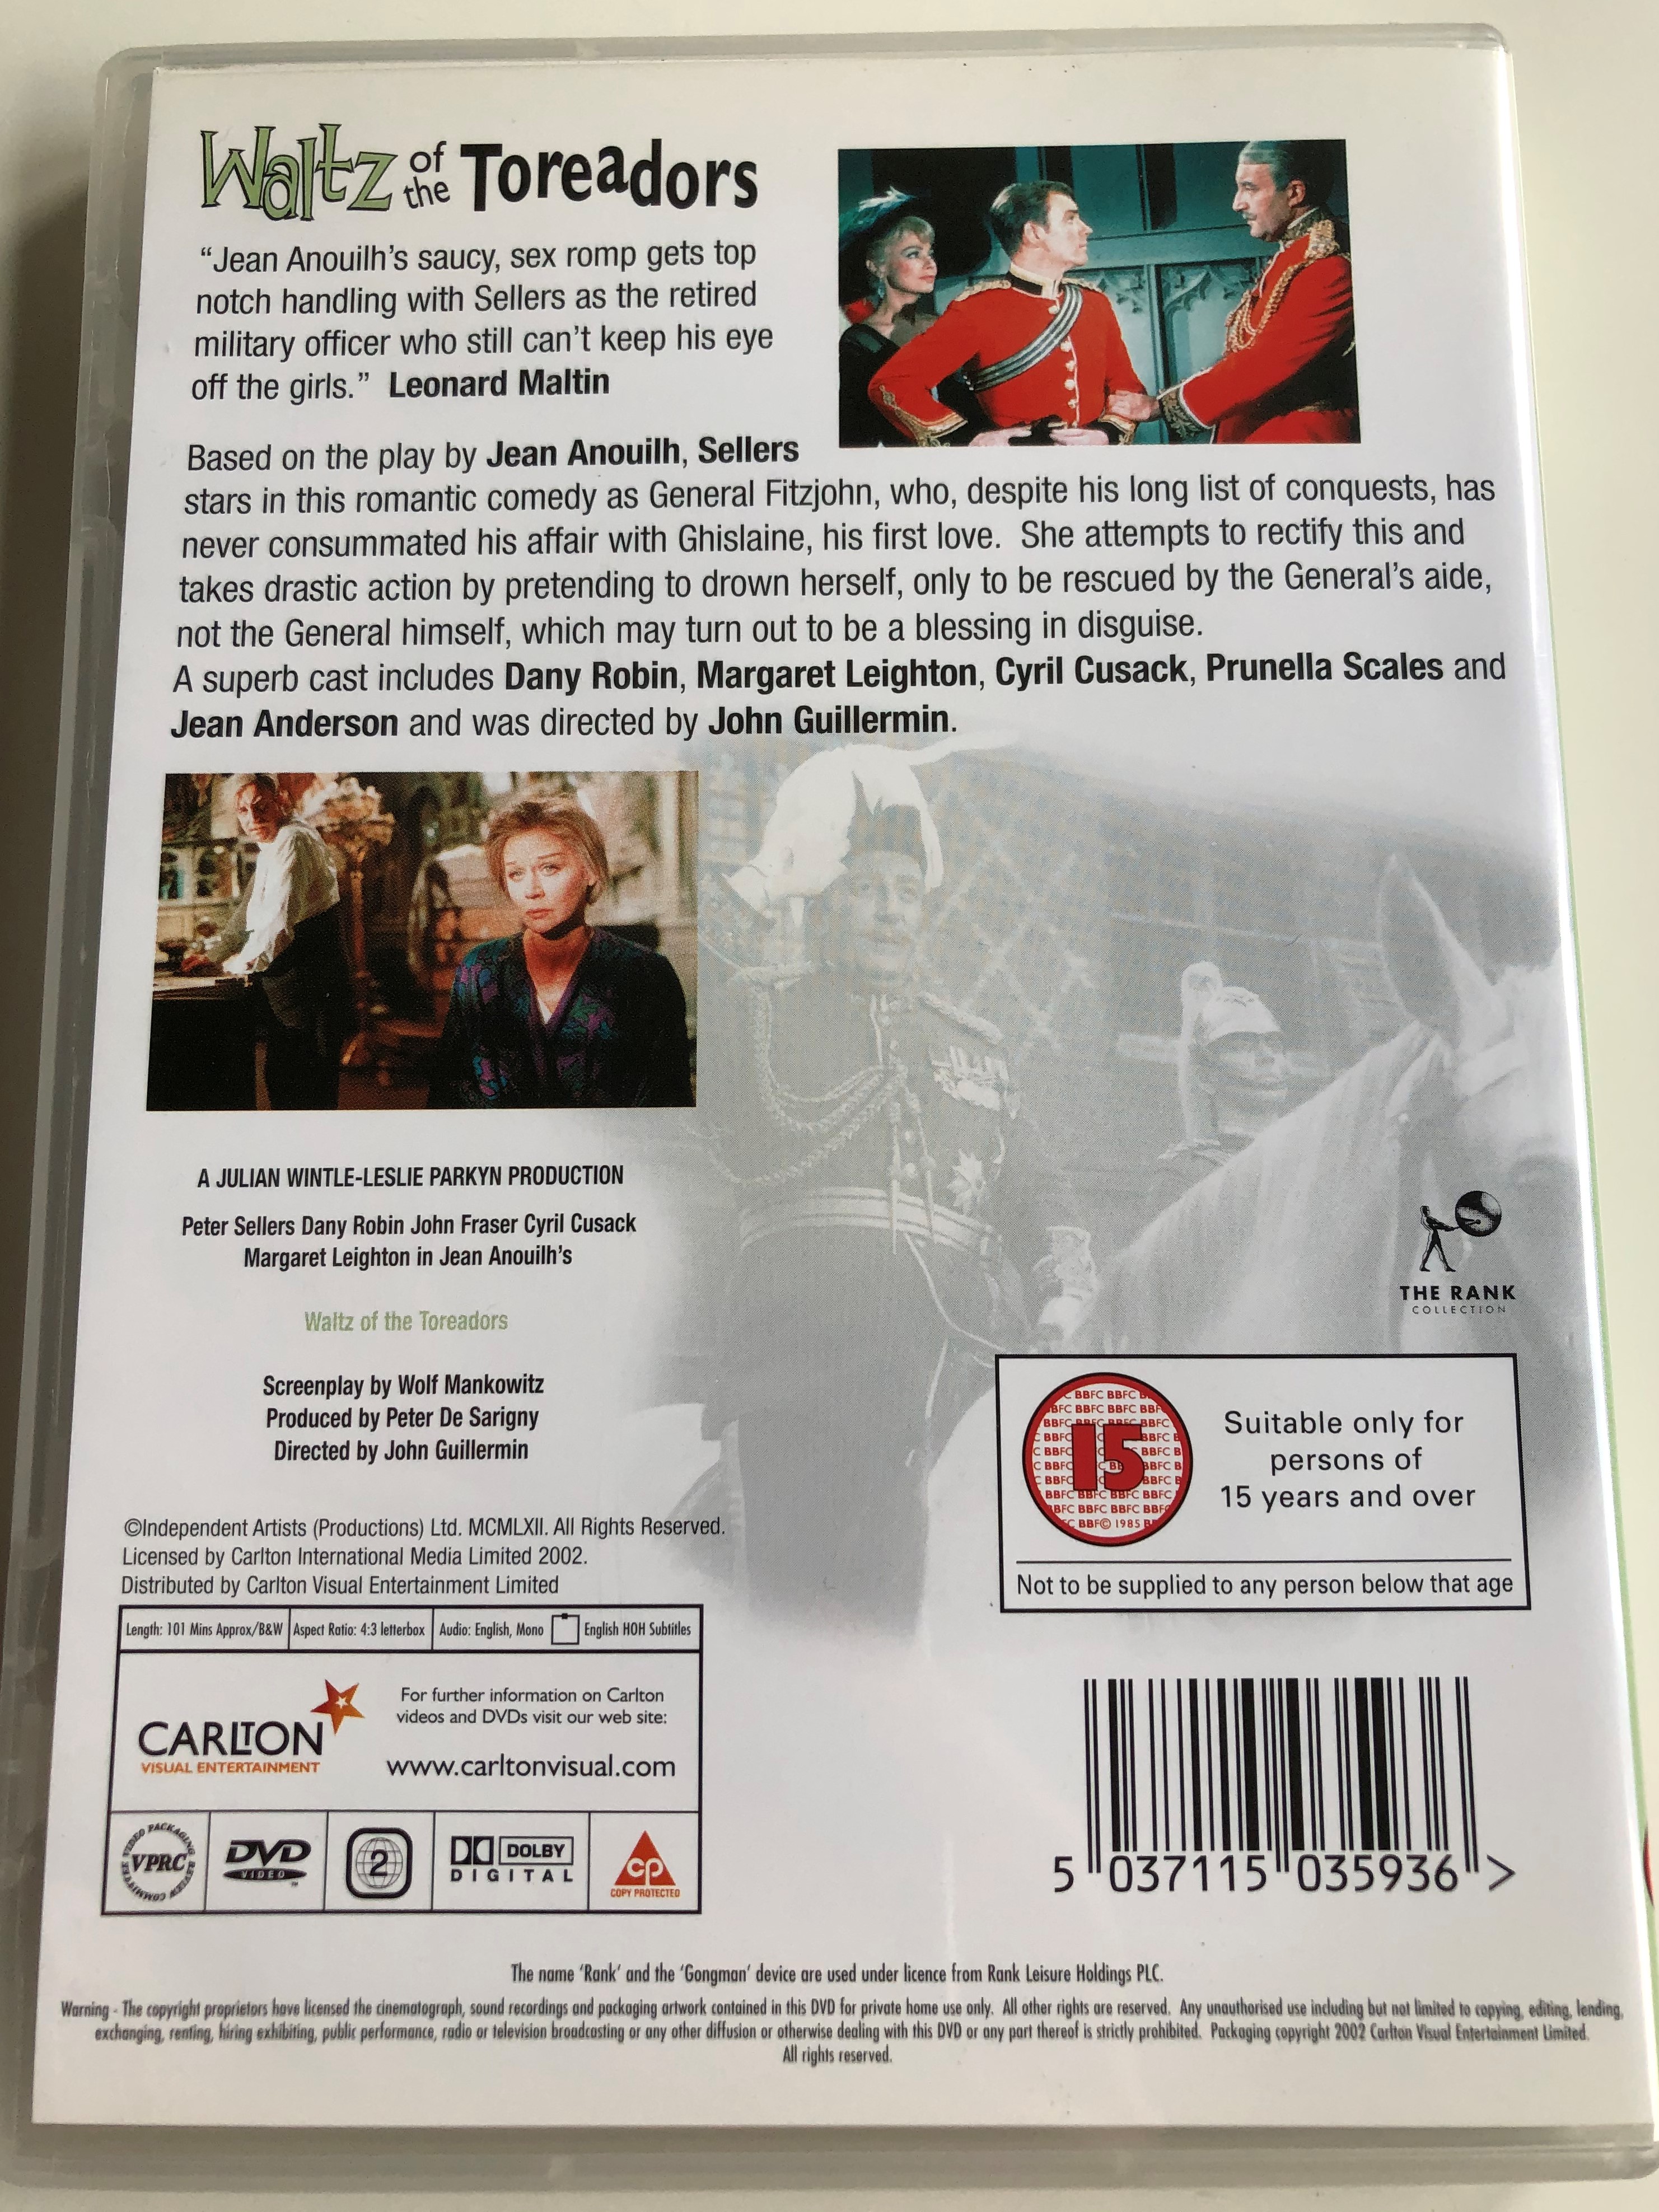 Waltz of the Toreadors
“Jean Anouilh’s saucy, sex romp gets top
notch handling with Sellers as the retired
military officer who still can’t keep his eye
off the girls.” Leonard Maltin
Based on the play by Jean Anouilh, Sellers
stars in this romantic comedy as General Fitzjohn, who, despite his long list of conquests, has
never consummated his affair with Ghislaine, his first love. She attempts to rectify this and
takes drastic action by pretending to drown herself, only to be rescued by the General’s aide,
not the General himself, which may turn out to be a blessing in disguise.
A superb cast includes Dany Robin, Margaret Leighton, Cyril Cusack, Prunella Scales and
Jean Anderson and was directed by John Guillermin.
A JULIAN WINTLE-LESLIE PARKYN PRODUCTION
Peter Sellers Dany Robin John Fraser Cyril Cusack
Margaret Leighton in Jean Anouilh’s
Waltz of the Toreadors
Screenplay by Wolf Mankowitz
Produced by Peter De Sarigny
Directed by John Guillermin
THE RANK
COLLECTION
15
BBF© 1985
Suitable only for
persons of
15 years and over
Not to be supplied to any person below that age
©Independent Artists (Productions) Ltd. MCMLXII. All Rights Reserved.
Licensed by Carlton International Media Limited 2002.
Distributed by Carlton Visual Entertainment Limited
Length: 101 Mins Approx/B&W Aspect Ratio: 4:3 letterbox Audio: English, Mono English HOH Subtitles
CARLTON
VISUAL ENTERTAINMENT
For further information on Carlton
videos and DVDs visit our web site:
www.carltonvisual.com
VIDEO PACKAGING REVIEW COMMITTEE
VPRC
DVD
VIDEO
2
DOLBY
DIGITAL
CP
COPY PROTECTED
5 037115 035936 >
The name ‘Rank’ and the ‘Gongman’ device are used under licence from Rank Leisure Holdings PLC.
Warning - The copyright proprietors have licensed the cinematograph, sound recordings and packaging artwork contained in this DVD for private home use only. All other rights are reserved. Any unauthorised use including but not limited to copying, editing, lending,
exchanging, renting, hiring exhibiting, public performance, radio or television broadcasting or any other diffusion or otherwise dealing with this DVD or any part thereof is strictly prohibited. Packaging copyright 2002 Carlton Visual Entertainment Limited.
All rights reserved.